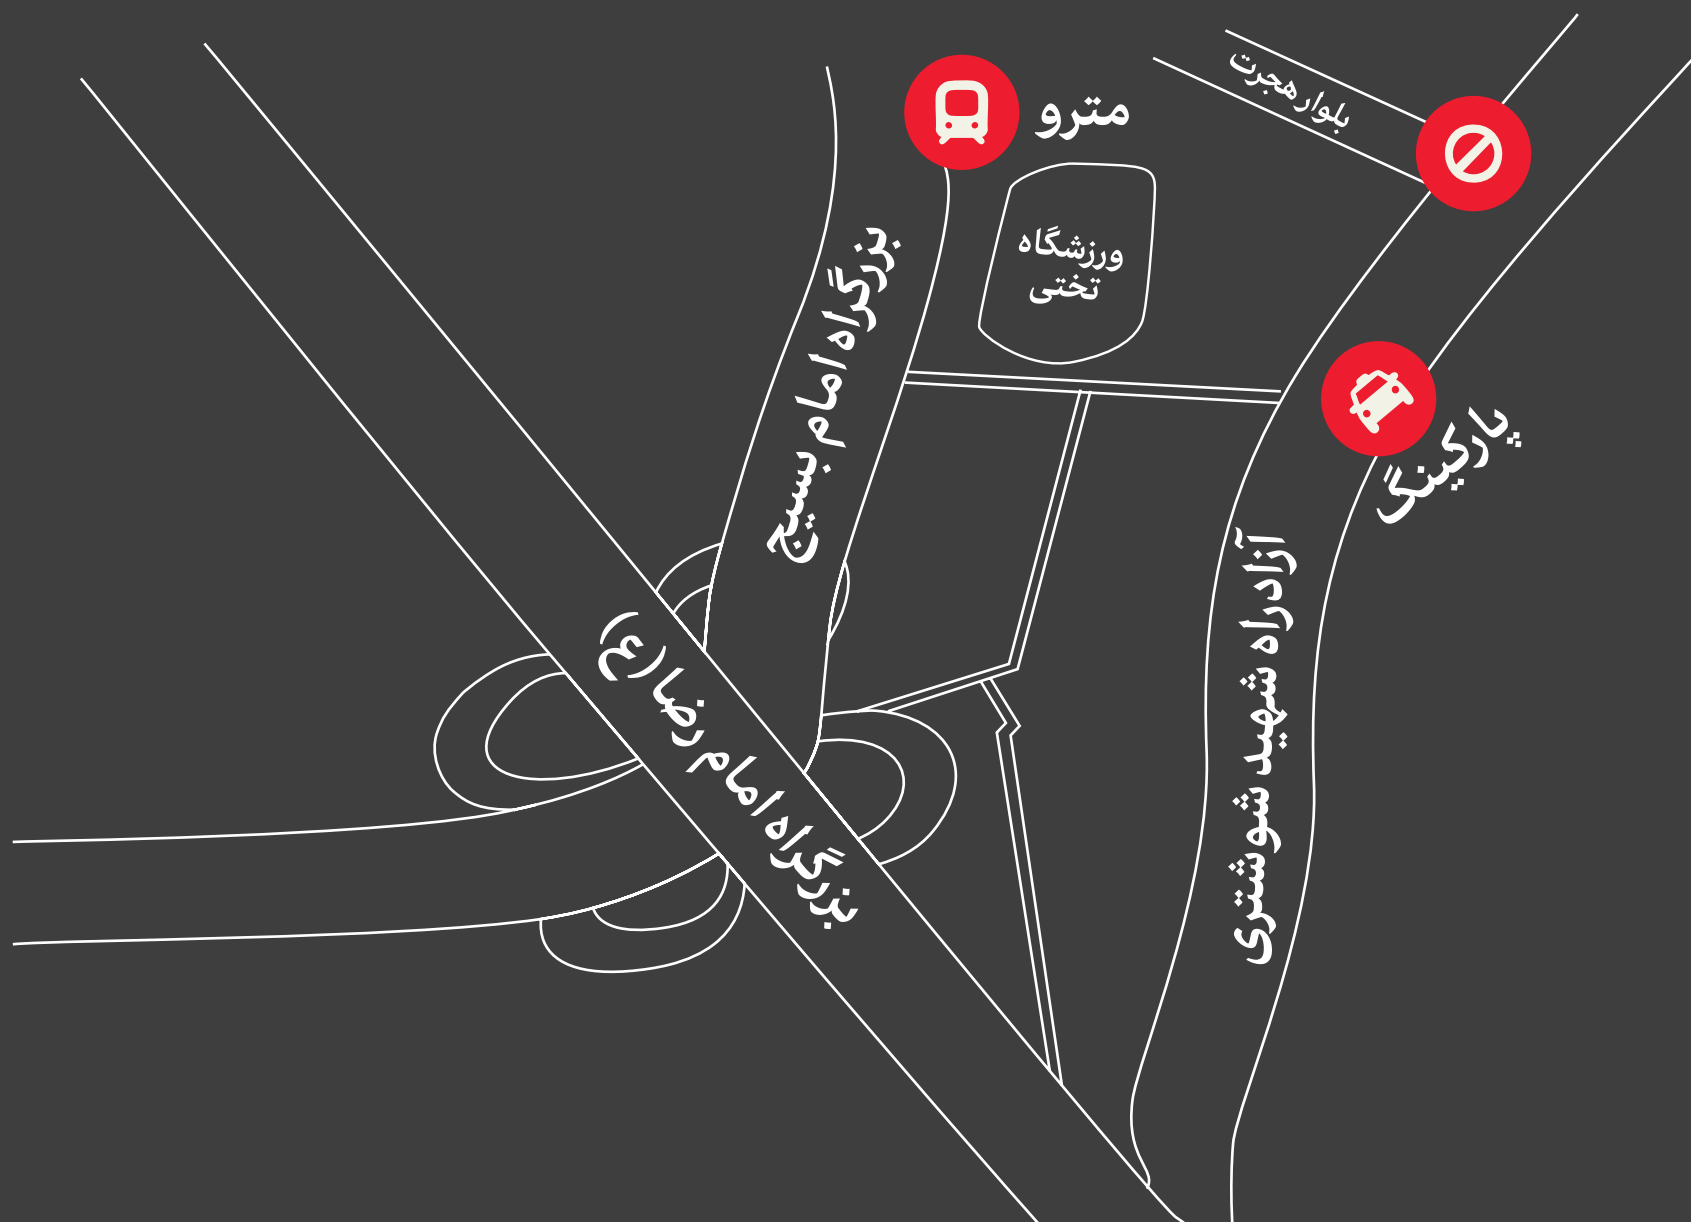 مترو
بلوار هجرت
ورزشگاه
تختی
بزرگراه امام بسیج
پارکینگ
آزادراه شهید شوشتری
بزرگراه امام رضا (ع)